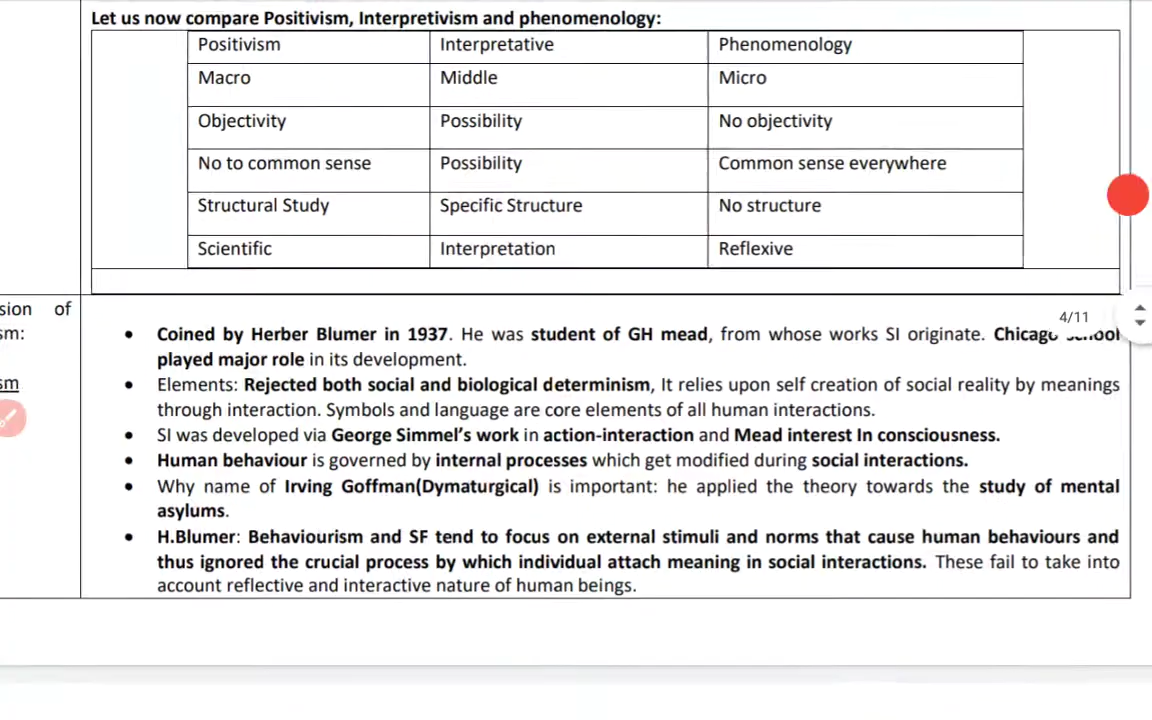 Let us now compare Positivism, Interpretivism and phenomenology:
Positivism Interpretative Phenomenology
Macro Middle Micro
Objectivity Possibility No objectivity
No to common sense Possibility Common sense everywhere
Structural Study Specific Structure No structure
Scientific Interpretation Reflexive
sion of
sm:
sm
4/11
• Coined by Herber Blumer in 1937. He was student of GH mead, from whose works SI originate. Chicago School
played major role in its development.
• Elements: Rejected both social and biological determinism, It relies upon self creation of social reality by meanings
through interaction. Symbols and language are core elements of all human interactions.
• SI was developed via George Simmel's work in action-interaction and Mead interest In consciousness.
• Human behaviour is governed by internal processes which get modified during social interactions.
• Why name of Irving Goffman(Dymaturgical) is important: he applied the theory towards the study of mental
asylums.
• H.Blumer: Behaviourism and SF tend to focus on external stimuli and norms that cause human behaviours and
thus ignored the crucial process by which individual attach meaning in social interactions. These fail to take into
account reflective and interactive nature of human beings.